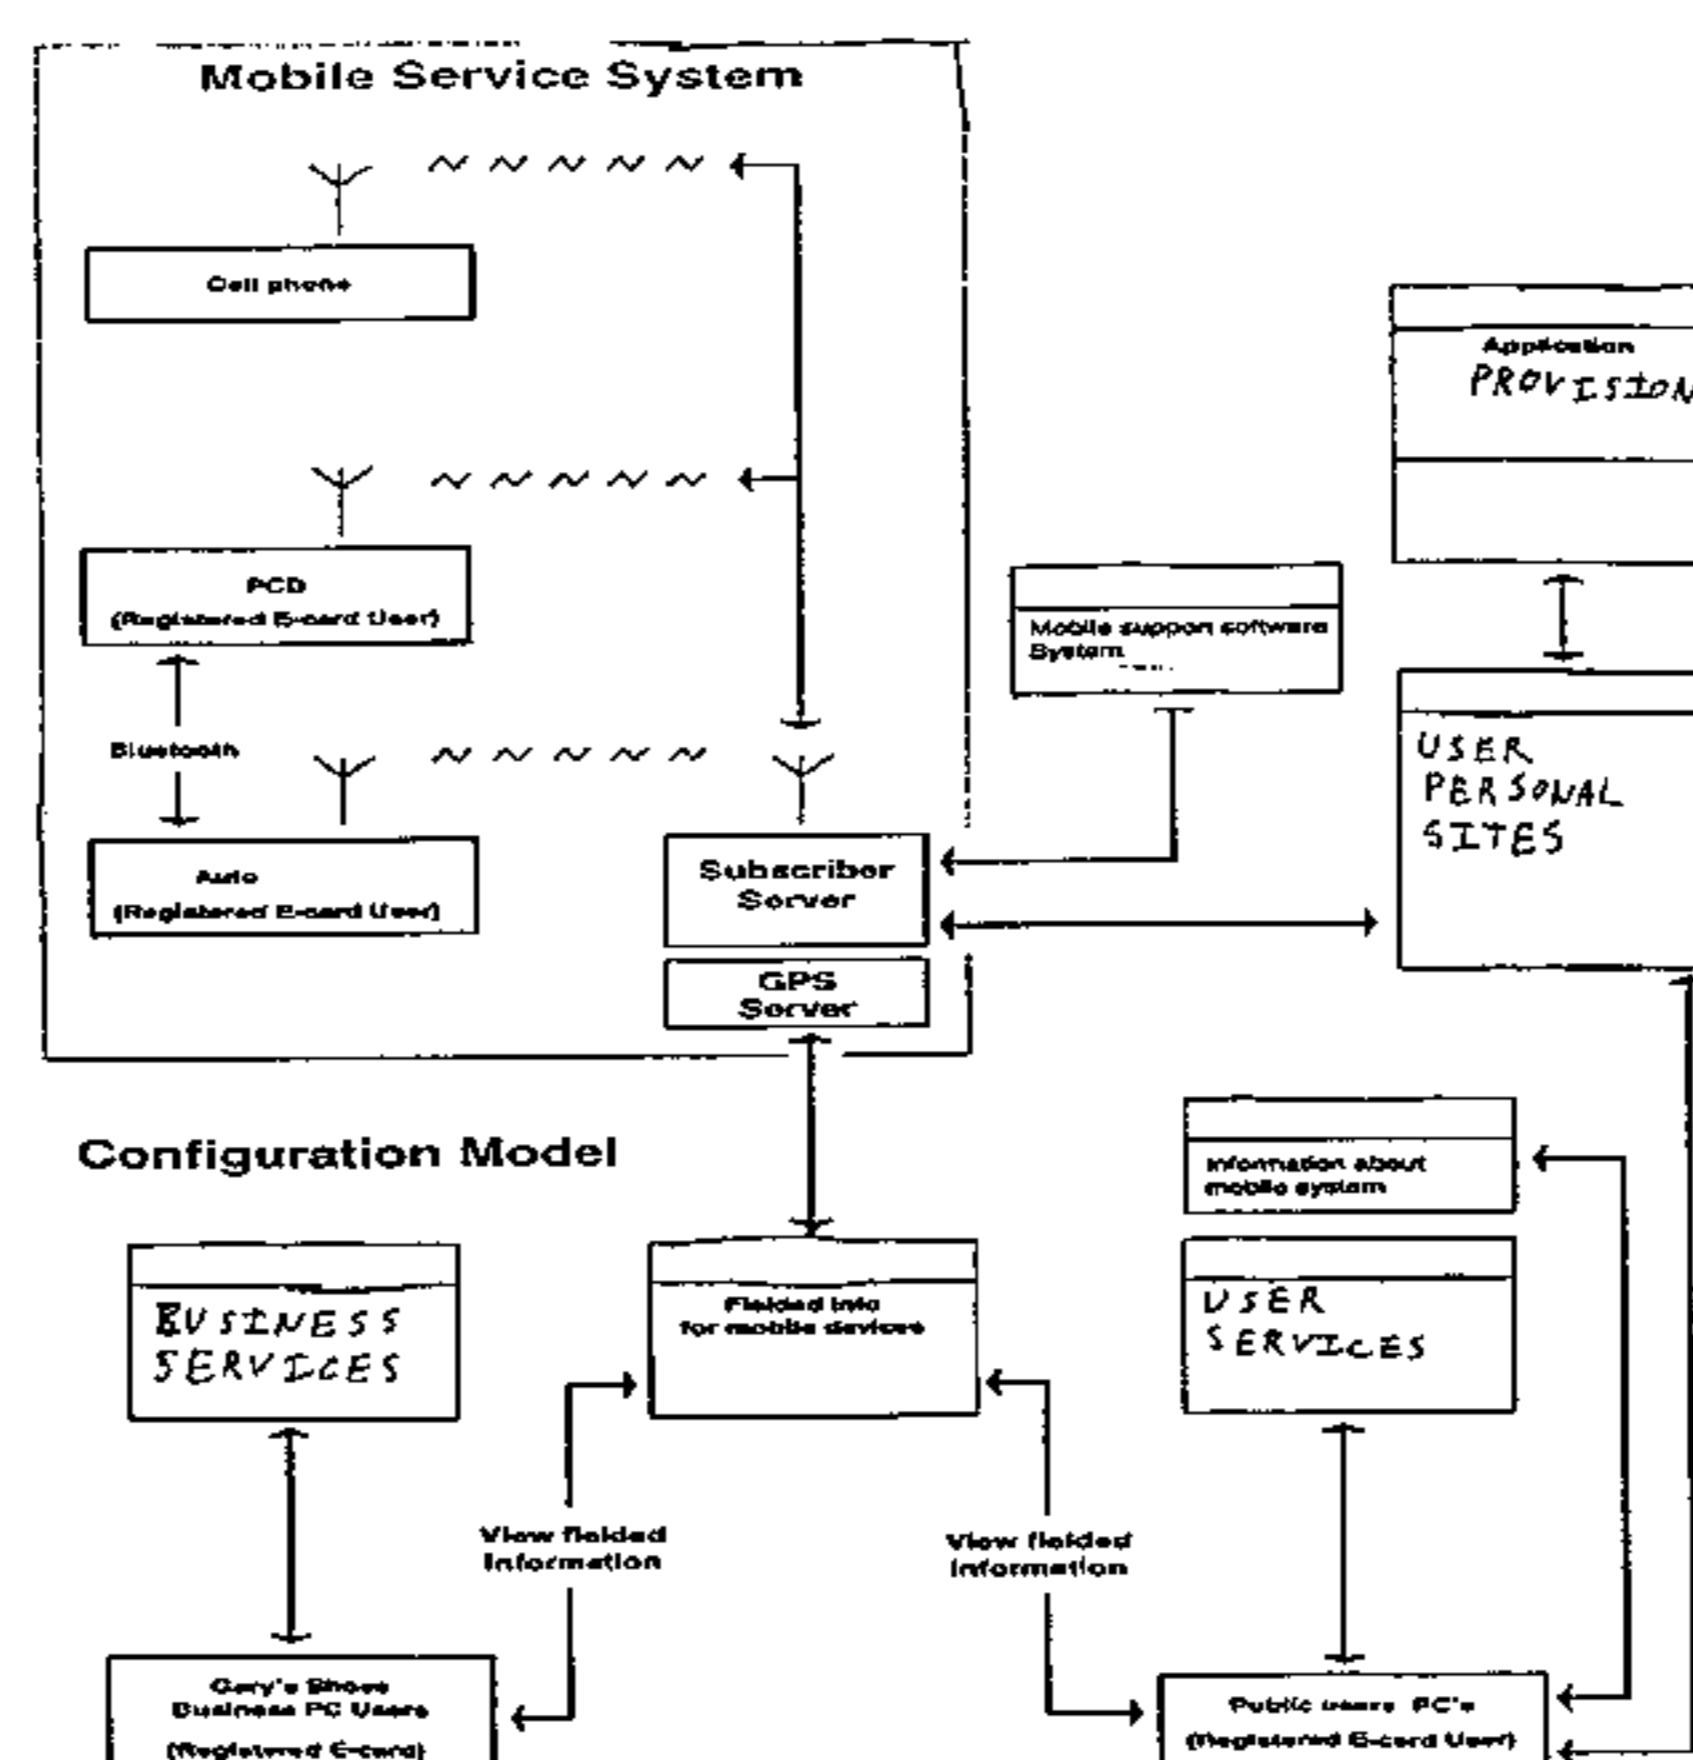 Mobile Service System
Cell phone
Application
PROVISION
PCD
(Registered E-card User)
Mobile support software
System
Bluetooth
USER
PERSONAL
SITES
Auto
(Registered E-card User)
Subscriber
Server
GPS
Server
Configuration Model
Information about
mobile system
BUSINESS
SERVICES
Fielded info
for mobile devices
USER
SERVICES
View fielded
Information
View fielded
Information
Gary's Shoes
Business PC Users
(Registered E-card)
Public users PC's
(Registered E-card User)